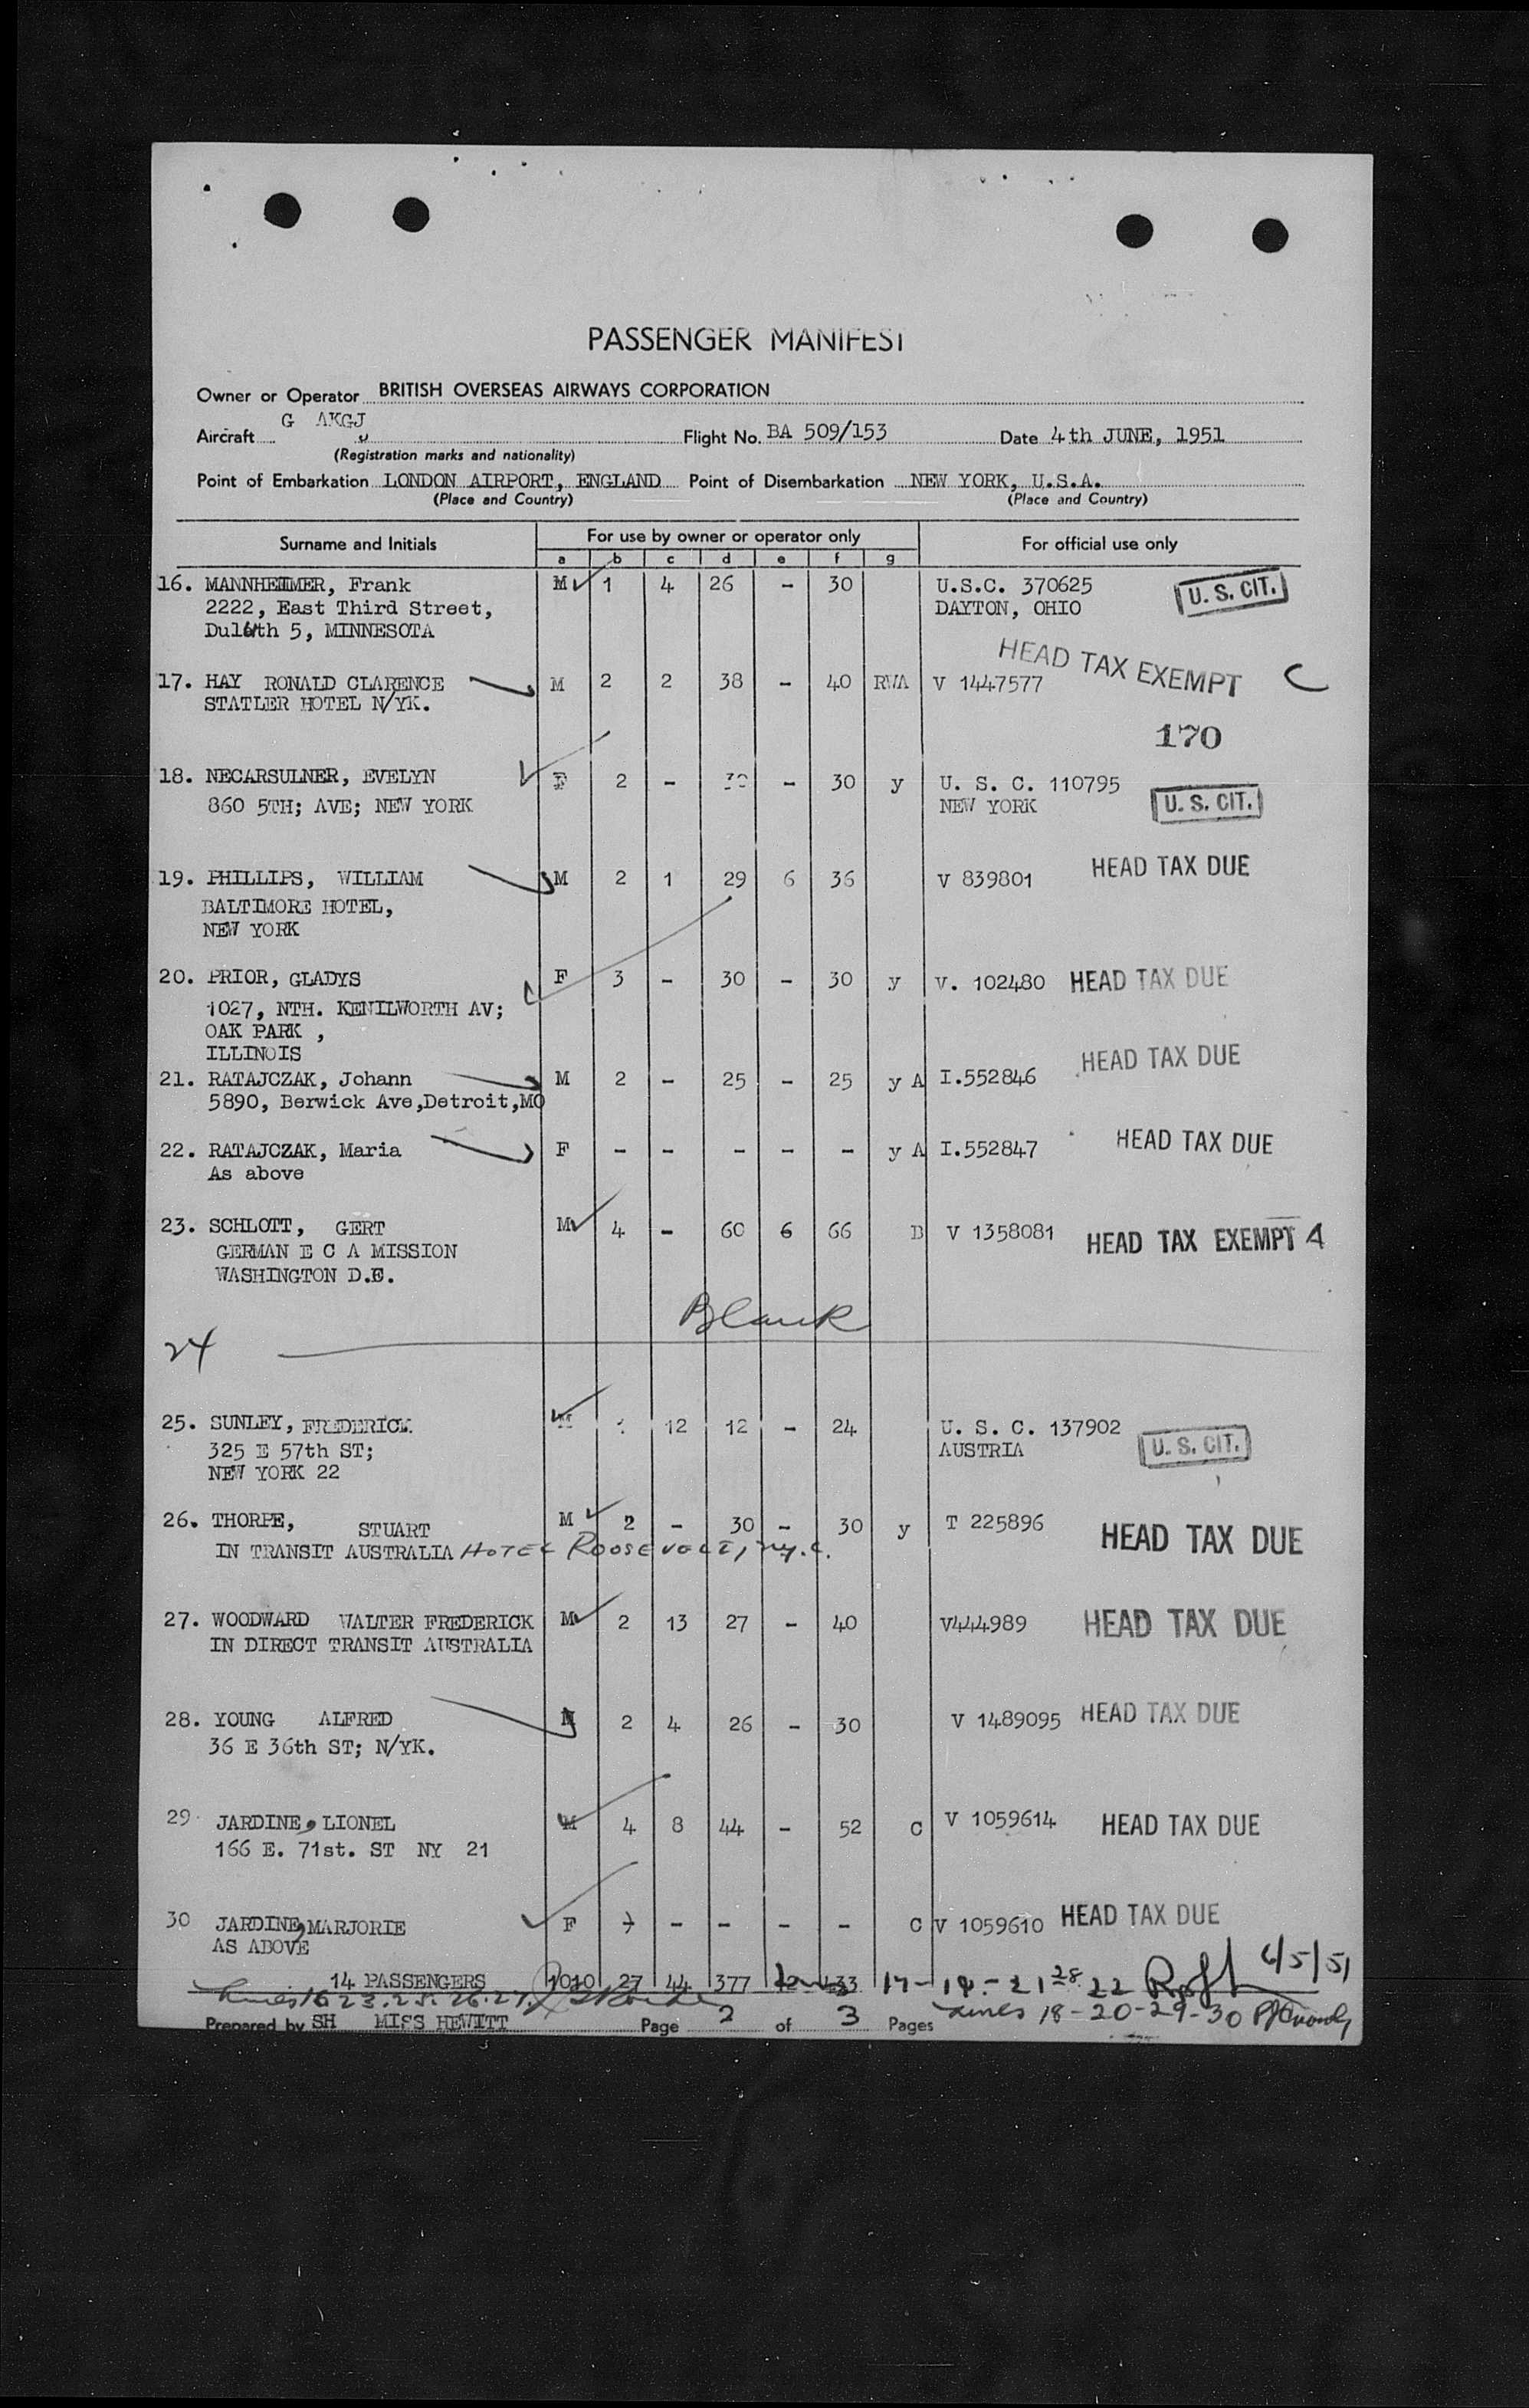 PASSENGER MANIFEST
Owner or Operator BRITISH OVERSEAS AIRWAYS CORPORATION
Aircraft G AKGJ Flight No. BA 509/153 Date 4th JUNE, 1951
(Registration marks and nationality)
Point of Embarkation LONDON AIRPORT, ENGLAND Point of Disembarkation NEW YORK, U.S.A.
(Place and Country) (Place and Country)
Surname and Initials For use by owner or operator only For official use only
a b c d e f g
16. MANNHEIMER, Frank M 1 4 26 - 30 U.S.C. 370625 U. S. CIT.
2222, East Third Street, DAYTON, OHIO
Duluth 5, MINNESOTA
HEAD TAX EXEMPT C
17. HAY RONALD CLARENCE M 2 2 38 - 40 RWA V 1447577
STATLER HOTEL N/YK.
170
18. NECARSULNER, EVELYN F 2 - 30 - 30 y U. S. C. 110795
860 5TH; AVE; NEW YORK NEW YORK U. S. CIT.
19. PHILLIPS, WILLIAM M 2 1 29 6 36 V 839801 HEAD TAX DUE
BALTIMORE HOTEL,
NEW YORK
20. PRIOR, GLADYS F 3 - 30 - 30 y V. 102480 HEAD TAX DUE
1027, NTH. KENILWORTH AV;
OAK PARK ,
ILLINOIS
21. RATAJCZAK, Johann M 2 - 25 - 25 y A I.552846 HEAD TAX DUE
5890, Berwick Ave,Detroit,MO
22. RATAJCZAK, Maria F - - - - - y A I.552847 HEAD TAX DUE
As above
23. SCHLOTT, GERT M 4 - 60 6 66 B V 1358081 HEAD TAX EXEMPT A
GERMAN E C A MISSION
WASHINGTON D.E.
Blank
24
25. SUNLEY, FREDERICK M 12 12 - 24 U. S. C. 137902
325 E 57th ST; AUSTRIA U. S. CIT.
NEW YORK 22
26. THORPE, STUART M 2 - 30 - 30 y T 225896 HEAD TAX DUE
IN TRANSIT AUSTRALIA HOTEL ROOSEVELT, N.Y.C.
27. WOODWARD WALTER FREDERICK M 2 13 27 - 40 V444989 HEAD TAX DUE
IN DIRECT TRANSIT AUSTRALIA
28. YOUNG ALFRED M 2 4 26 - 30 V 1489095 HEAD TAX DUE
36 E 36th ST; N/YK.
29 JARDINE, LIONEL M 4 8 44 - 52 C V 1059614 HEAD TAX DUE
166 E. 71st. ST NY 21
30 JARDINE, MARJORIE F - - - - C V 1059610 HEAD TAX DUE
AS ABOVE
14 PASSENGERS 1010 27 44 377 433 17-19-21-28 22 4/5/51
Lines 16 23.25.26.27. Lines 18-20-29-30
Prepared by SH MISS HEWITT Page 2 of 3 Pages